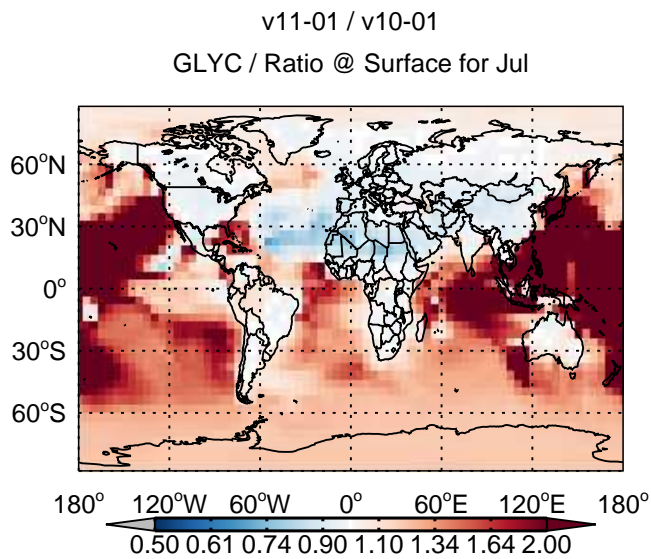 v11-01 / v10-01
GLYC / Ratio @ Surface for Jul
60°N
30°N
0°
30°S
60°S
180° 120°W 60°W 0° 60°E 120°E 180°
0.50 0.61 0.74 0.90 1.10 1.34 1.64 2.00